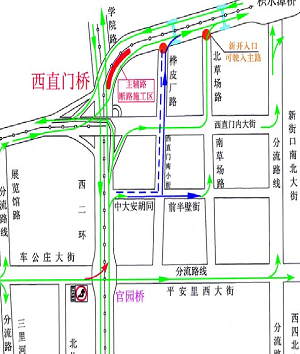 学院路
积水潭桥
西直门桥
主辅路
断路施工区
桦皮厂路
北草场路
新开入口
可驶入主路
西直门内大街
新街口南北大街
展览馆路
分流路线
西二环
西直门南小街
南草场路
分流路线
中大安胡同
前半壁街
车公庄大街
分流路线
官园桥
平安里西大街
三里河
分流路线
西四北